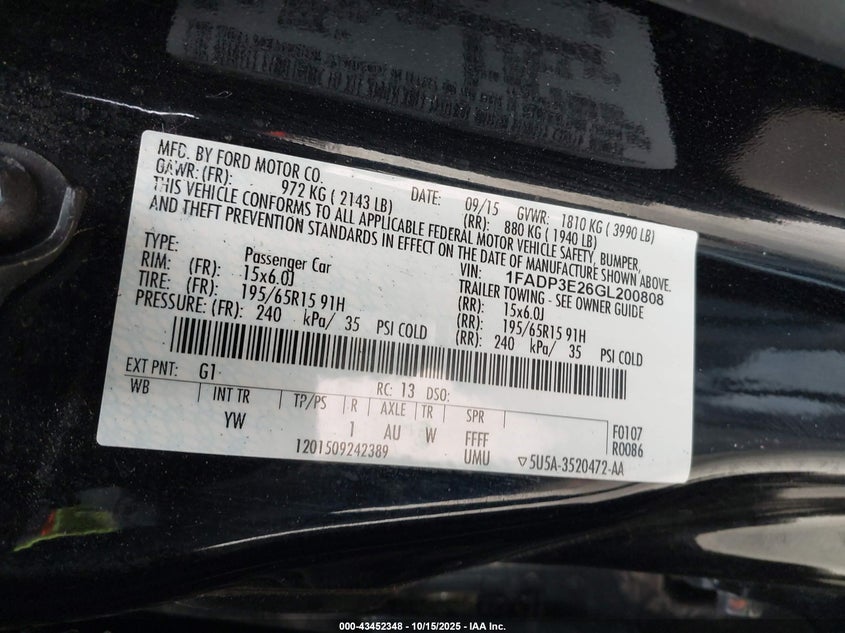 MFD. BY FORD MOTOR CO.
DATE: 09/15 GVWR: 1810 KG ( 3990 LB)
GAWR: (FR): 972 KG ( 2143 LB) (RR): 880 KG ( 1940 LB)
THIS VEHICLE CONFORMS TO ALL APPLICABLE FEDERAL MOTOR VEHICLE SAFETY, BUMPER,
AND THEFT PREVENTION STANDARDS IN EFFECT ON THE DATE OF MANUFACTURE SHOWN ABOVE.
VIN: 1FADP3E26GL200808
TYPE: Passenger Car TRAILER TOWING - SEE OWNER GUIDE
RIM: (FR): 15x6.0J (RR): 15x6.0J
TIRE: (FR): 195/65R15 91H (RR): 195/65R15 91H
PRESSURE: (FR): 240 kPa/ 35 PSI COLD (RR): 240 kPa/ 35 PSI COLD
EXT PNT: G1 RC: 13 DSO:
WB INT TR TP/PS R AXLE TR SPR
YW 1 AU W FFFF F0107
1201509242389 UMU R0086
▽5U5A-3520472-AA
000-43452348 - 10/15/2025 - IAA Inc.